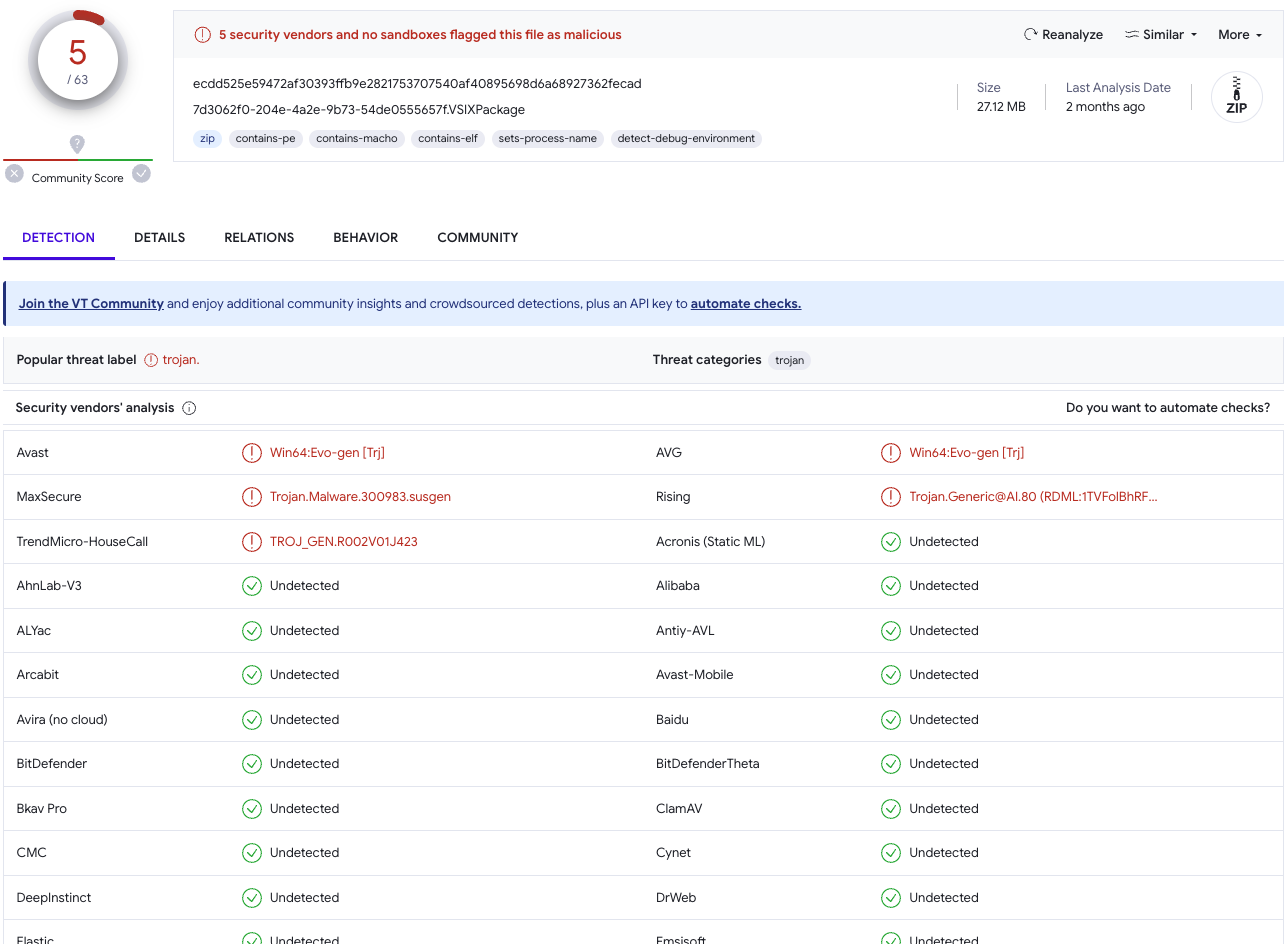 5
/ 63
Community Score
5 security vendors and no sandboxes flagged this file as malicious
Reanalyze
Similar
More
ecdd525e59472af30393ffb9e2821753707540af40895698d6a68927362fecad
7d3062f0-204e-4a2e-9b73-54de0555657f.VSIXPackage
zip contains-pe contains-macho contains-elf sets-process-name detect-debug-environment
Size
27.12 MB
Last Analysis Date
2 months ago
ZIP
DETECTION DETAILS RELATIONS BEHAVIOR COMMUNITY
Join the VT Community and enjoy additional community insights and crowdsourced detections, plus an API key to automate checks.
Popular threat label trojan. Threat categories trojan
Security vendors' analysis Do you want to automate checks?
Avast Win64:Evo-gen [Trj] AVG Win64:Evo-gen [Trj]
MaxSecure Trojan.Malware.300983.susgen Rising Trojan.Generic@AI.80 (RDML:1TVFolBhRF...
TrendMicro-HouseCall TROJ_GEN.R002V01J423 Acronis (Static ML) Undetected
AhnLab-V3 Undetected Alibaba Undetected
ALYac Undetected Antiy-AVL Undetected
Arcabit Undetected Avast-Mobile Undetected
Avira (no cloud) Undetected Baidu Undetected
BitDefender Undetected BitDefenderTheta Undetected
Bkav Pro Undetected ClamAV Undetected
CMC Undetected Cynet Undetected
DeepInstinct Undetected DrWeb Undetected
Elastic Undetected Emsisoft Undetected